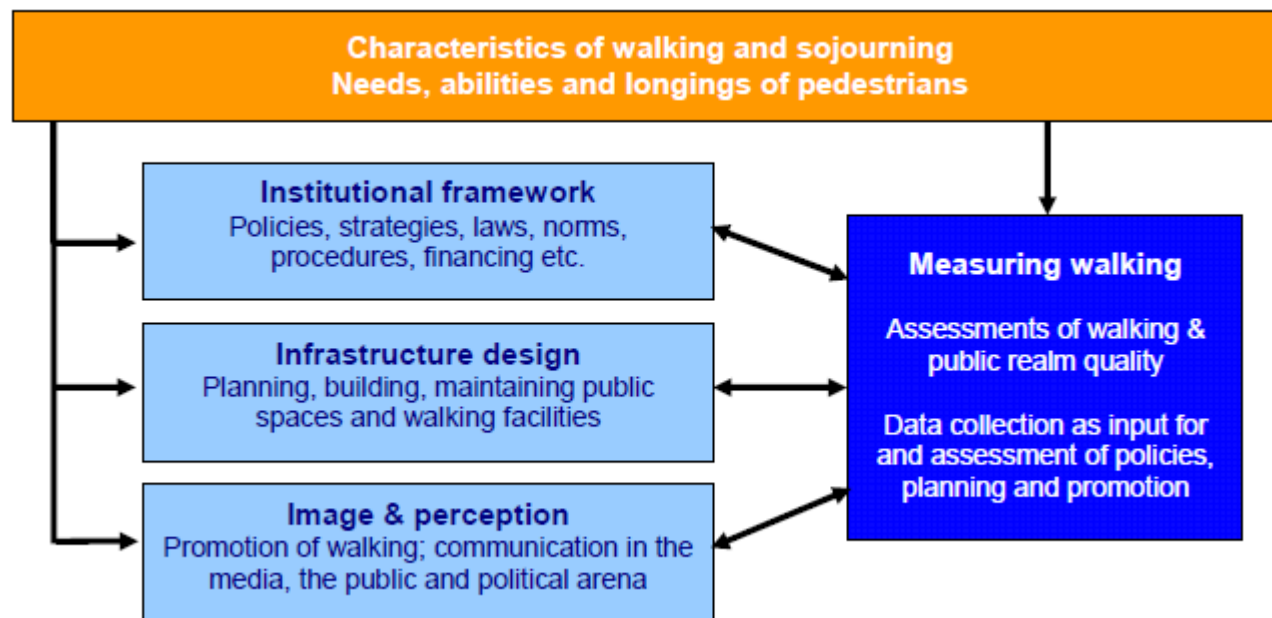 Characteristics of walking and sojourning
Needs, abilities and longings of pedestrians
Institutional framework
Policies, strategies, laws, norms,
procedures, financing etc.
Infrastructure design
Planning, building, maintaining public
spaces and walking facilities
Image & perception
Promotion of walking; communication in the
media, the public and political arena
Measuring walking
Assessments of walking &
public realm quality
Data collection as input for
and assessment of policies,
planning and promotion